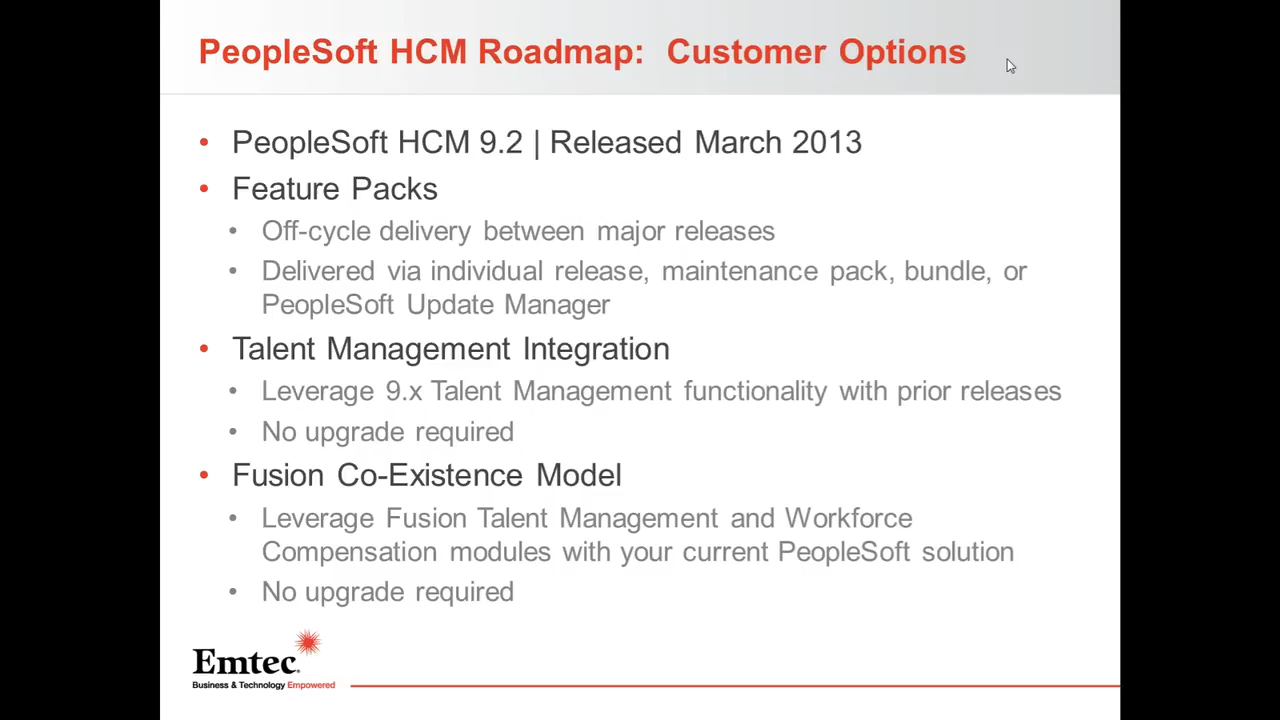 PeopleSoft HCM Roadmap: Customer Options
• PeopleSoft HCM 9.2 | Released March 2013
• Feature Packs
• Off-cycle delivery between major releases
• Delivered via individual release, maintenance pack, bundle, or
PeopleSoft Update Manager
• Talent Management Integration
• Leverage 9.x Talent Management functionality with prior releases
• No upgrade required
• Fusion Co-Existence Model
• Leverage Fusion Talent Management and Workforce
Compensation modules with your current PeopleSoft solution
• No upgrade required
Emtec
Business & Technology Empowered